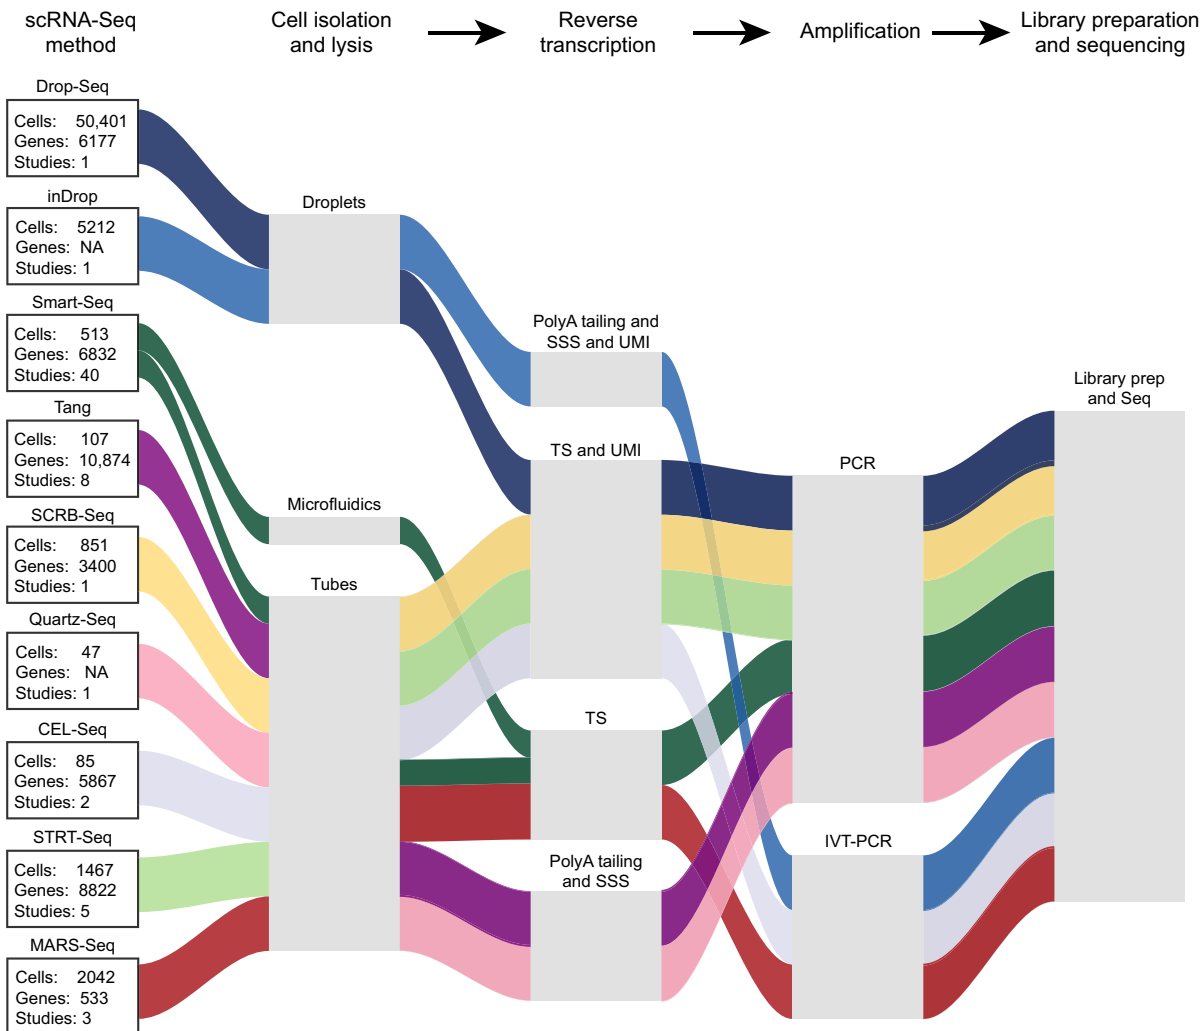 scRNA-Seq
method
Cell isolation
and lysis
Reverse
transcription
Amplification
Library preparation
and sequencing
Drop-Seq
Cells: 50,401
Genes: 6177
Studies: 1
inDrop
Cells: 5212
Genes: NA
Studies: 1
Smart-Seq
Cells: 513
Genes: 6832
Studies: 40
Tang
Cells: 107
Genes: 10,874
Studies: 8
SCRB-Seq
Cells: 851
Genes: 3400
Studies: 1
Quartz-Seq
Cells: 47
Genes: NA
Studies: 1
CEL-Seq
Cells: 85
Genes: 5867
Studies: 2
STRT-Seq
Cells: 1467
Genes: 8822
Studies: 5
MARS-Seq
Cells: 2042
Genes: 533
Studies: 3
Droplets
Microfluidics
Tubes
PolyA tailing and
SSS and UMI
TS and UMI
TS
PolyA tailing
and SSS
PCR
IVT-PCR
Library prep
and Seq